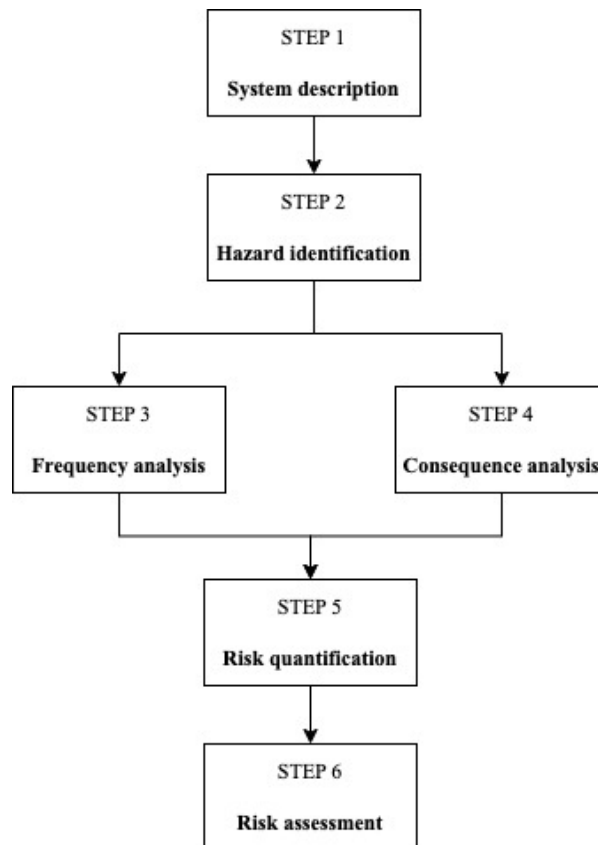 STEP 1
System description
STEP 2
Hazard identification
STEP 3
Frequency analysis
STEP 4
Consequence analysis
STEP 5
Risk quantification
STEP 6
Risk assessment